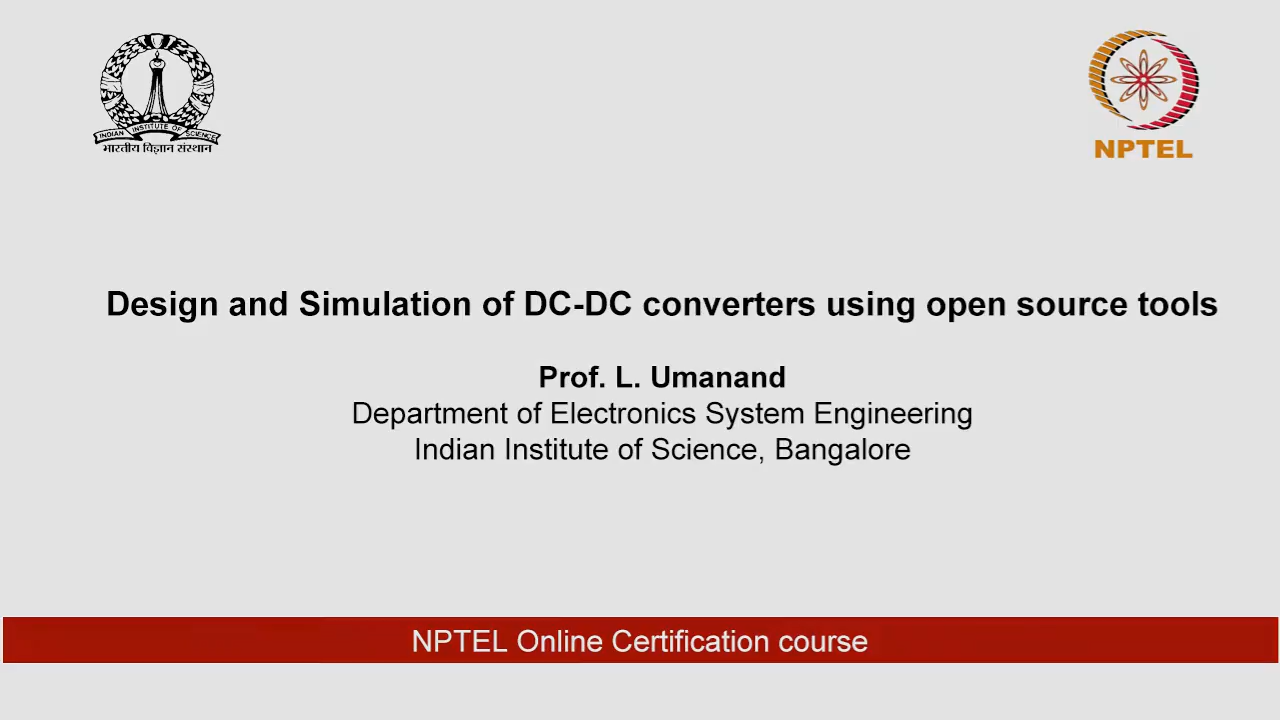 INDIAN INSTITUTE OF SCIENCE
भारतीय विज्ञान संस्थान
NPTEL
Design and Simulation of DC-DC converters using open source tools
Prof. L. Umanand
Department of Electronics System Engineering
Indian Institute of Science, Bangalore
NPTEL Online Certification course